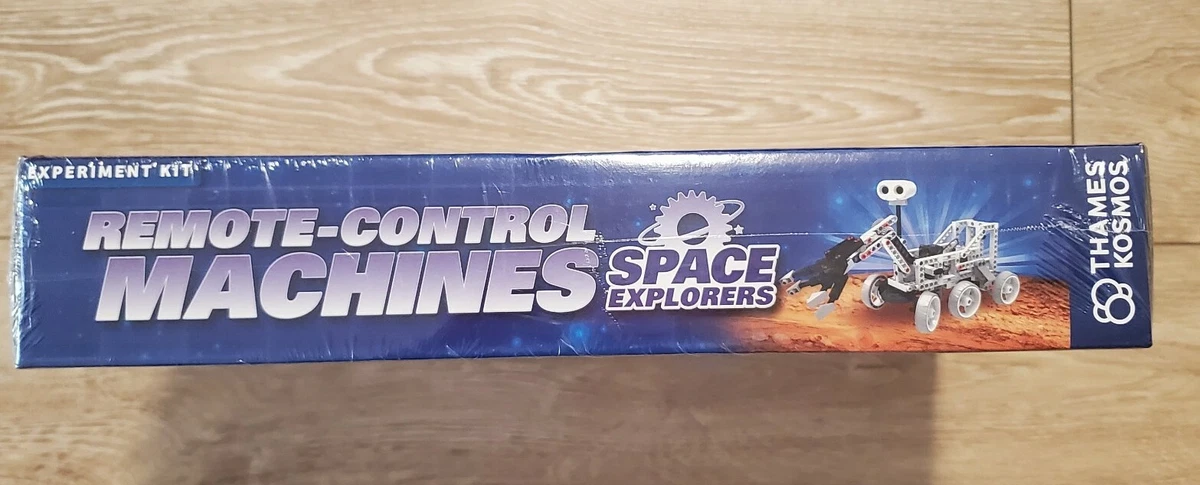 EXPERIMENT KIT
REMOTE-CONTROL
MACHINES
SPACE
EXPLORERS
THAMES
KOSMOS